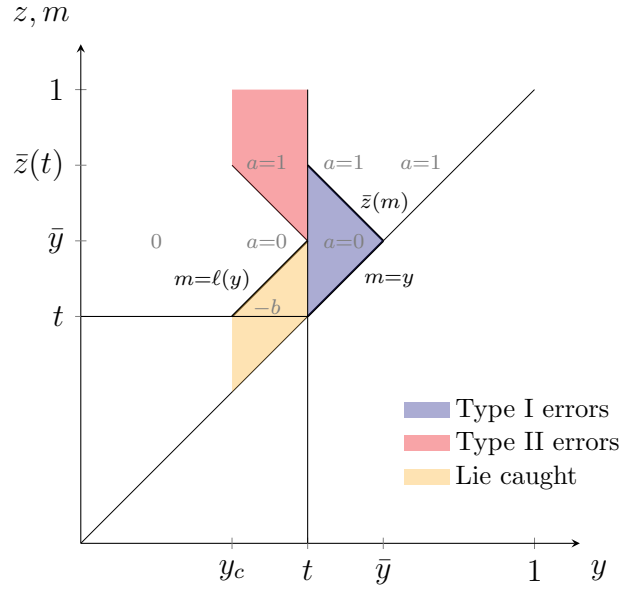 z, m
1
z̄(t)
a=1 a=1 a=1
z̄(m)
ȳ
0 a=0 a=0
m=ℓ(y)
m=y
−b
t
Type I errors
Type II errors
Lie caught
y_c t ȳ 1 y